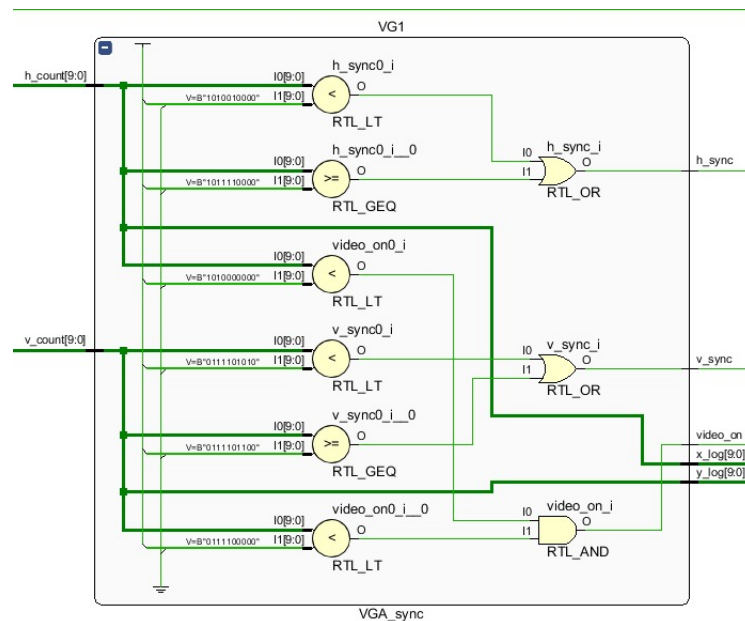 VG1
h_count[9:0]
I0[9:0]
V=B"1010010000"
I1[9:0]
h_sync0_i
O
<
RTL_LT
I0[9:0]
V=B"1011110000"
I1[9:0]
h_sync0_i__0
O
>=
RTL_GEQ
I0
I1
h_sync_i
O
RTL_OR
h_sync
I0[9:0]
V=B"1010000000"
I1[9:0]
video_on0_i
O
<
RTL_LT
v_count[9:0]
I0[9:0]
V=B"0111101010"
I1[9:0]
v_sync0_i
O
<
RTL_LT
I0
I1
v_sync_i
O
RTL_OR
v_sync
I0[9:0]
V=B"0111101100"
I1[9:0]
v_sync0_i__0
O
>=
RTL_GEQ
video_on
x_log[9:0]
y_log[9:0]
I0[9:0]
V=B"0111100000"
I1[9:0]
video_on0_i__0
O
<
RTL_LT
I0
I1
video_on_i
O
RTL_AND
VGA_sync